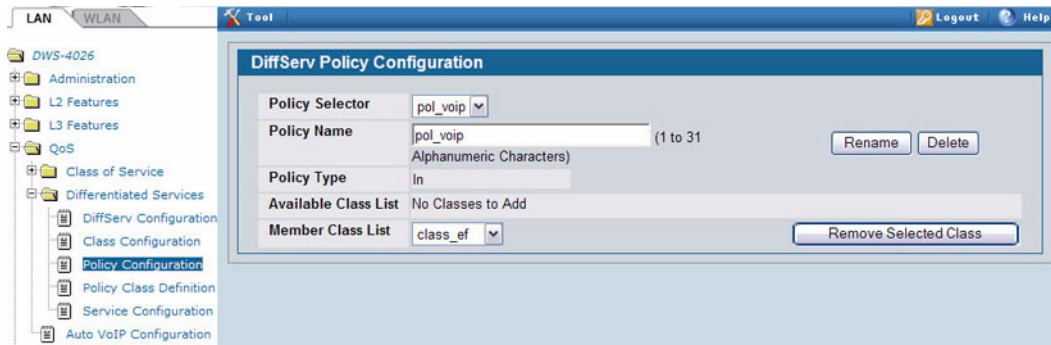 LAN WLAN
Tool
Logout Help
DWS-4026
Administration
L2 Features
L3 Features
QoS
Class of Service
Differentiated Services
DiffServ Configuration
Class Configuration
Policy Configuration
Policy Class Definition
Service Configuration
Auto VoIP Configuration
DiffServ Policy Configuration
Policy Selector pol_voip
Policy Name pol_voip (1 to 31
Alphanumeric Characters)
Rename Delete
Policy Type In
Available Class List No Classes to Add
Member Class List class_ef Remove Selected Class